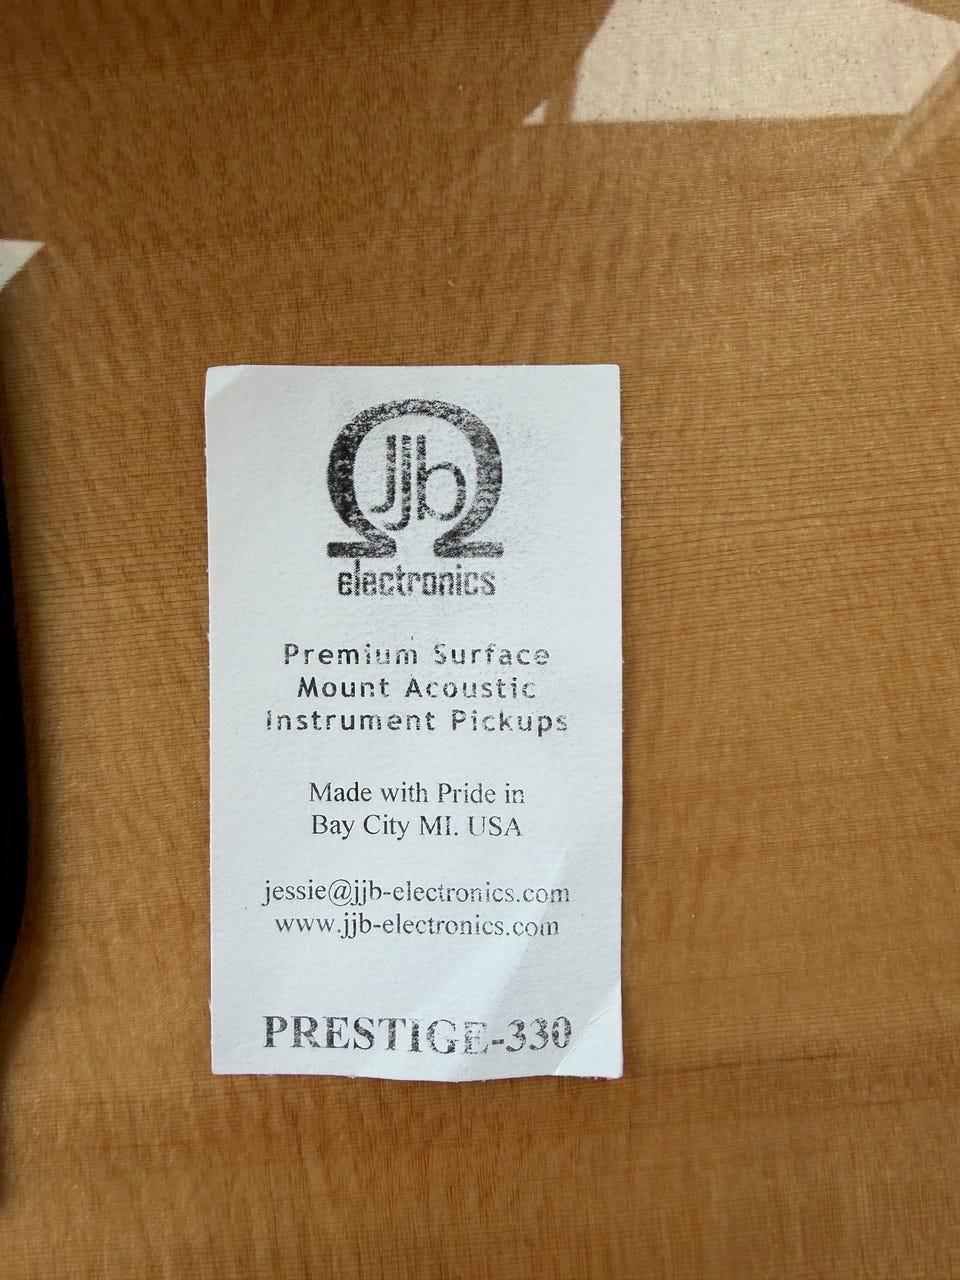 JJb
electronics
Premium Surface
Mount Acoustic
Instrument Pickups
Made with Pride in
Bay City MI. USA
jessie@jjb-electronics.com
www.jjb-electronics.com
PRESTIGE-330